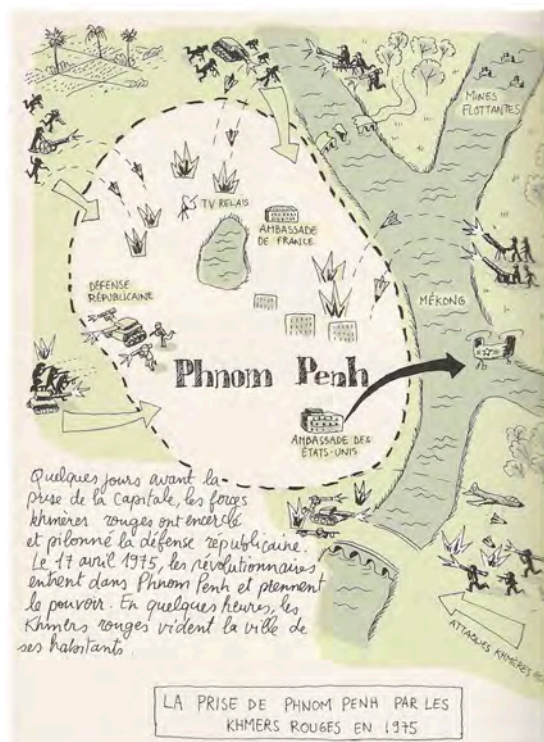 MINES
FLOTTANTES
TV RELAIS
AMBASSADE
DE FRANCE
DÉFENSE
RÉPUBLICAINE
MÉKONG
Phnom Penh
AMBASSADE DES
ÉTATS-UNIS
Quelques jours avant la
prise de la capitale, les forces
khmères rouges ont encerclé
et pilonné la défense républicaine.
Le 17 avril 1975, les révolutionnaires
entrent dans Phnom Penh et prennent
le pouvoir. En quelques heures, les
Khmers rouges vident la ville de
ses habitants.
ATTAQUES KHMÈRES
LA PRISE DE PHNOM PENH PAR LES
KHMERS ROUGES EN 1975